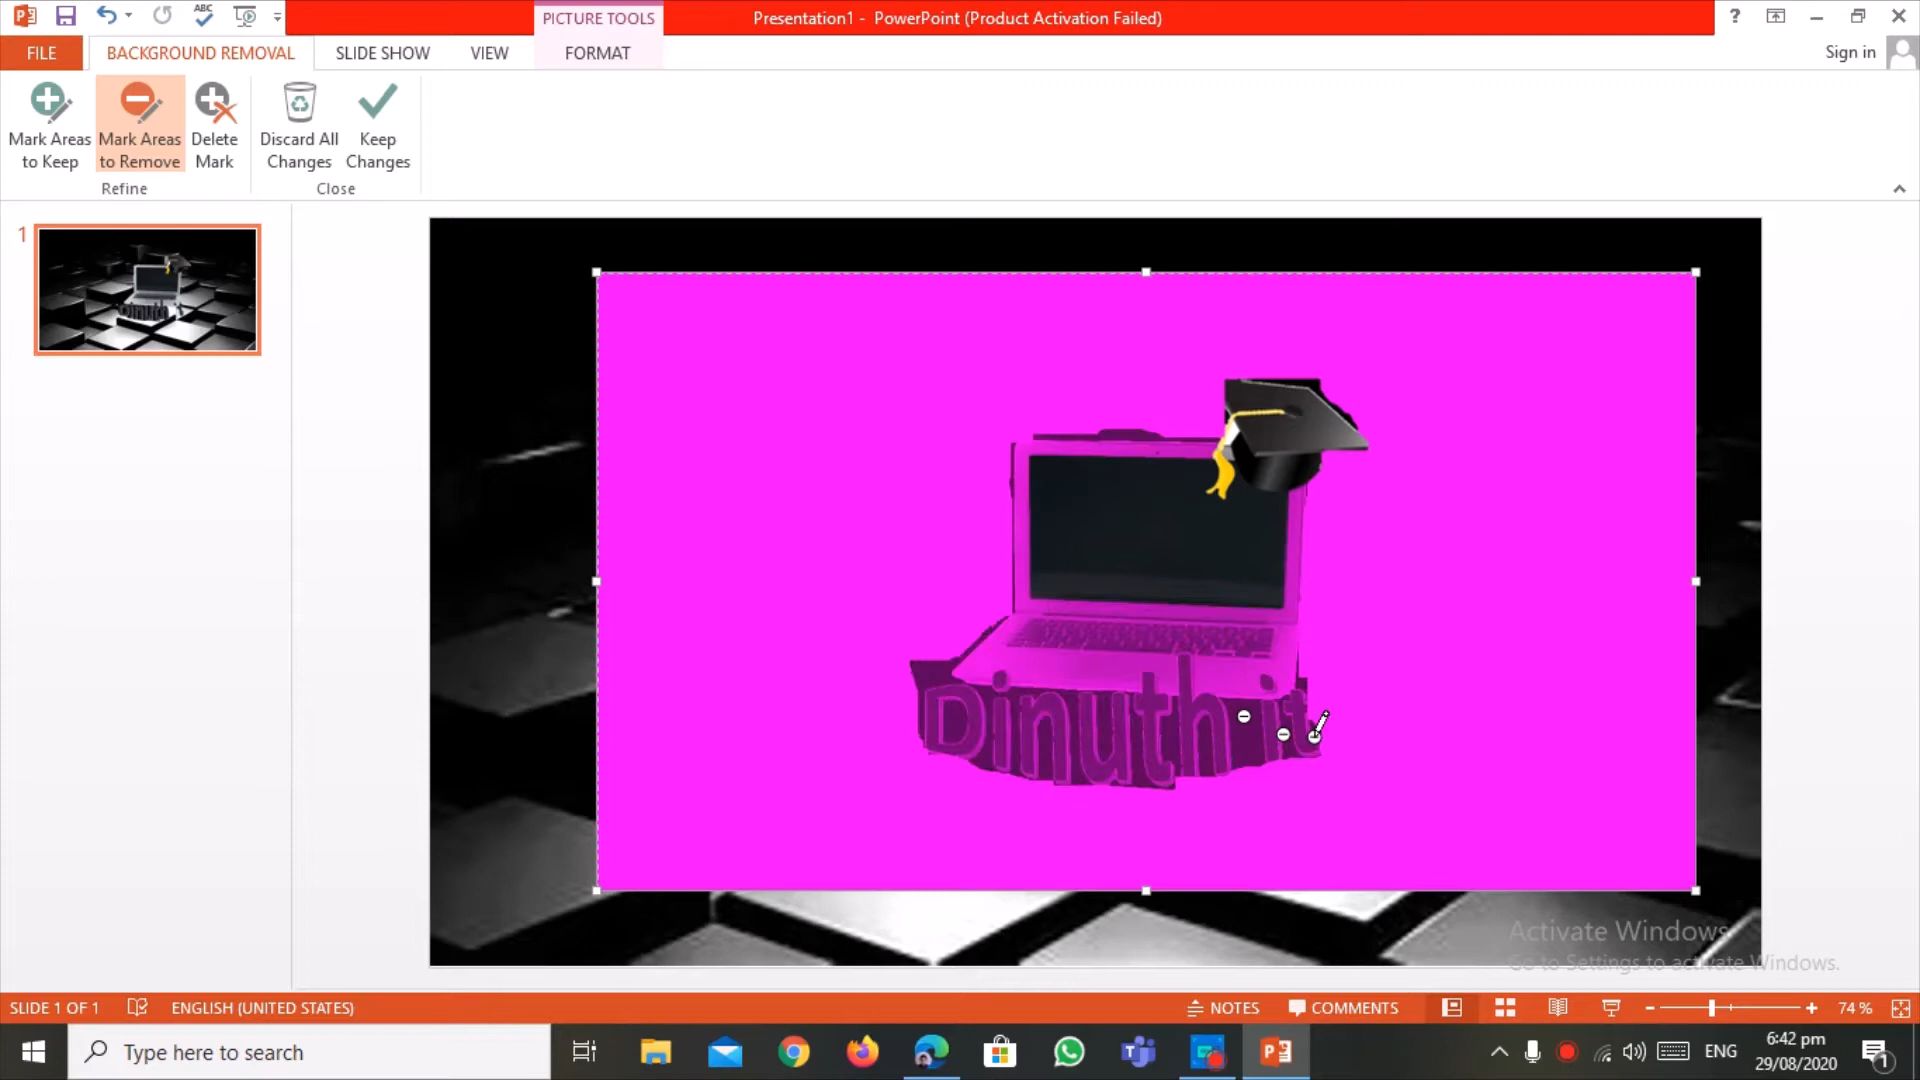 PICTURE TOOLS
Presentation1 - PowerPoint (Product Activation Failed)
?
FILE
BACKGROUND REMOVAL
SLIDE SHOW
VIEW
FORMAT
Sign in
Mark Areas to Keep
Mark Areas to Remove
Delete Mark
Discard All Changes
Keep Changes
Refine
Close
1
Dinuth it
Activate Windows
Go to Settings to activate Windows.
SLIDE 1 OF 1
ENGLISH (UNITED STATES)
NOTES
COMMENTS
74 %
Type here to search
ENG
6:42 pm
29/08/2020
1